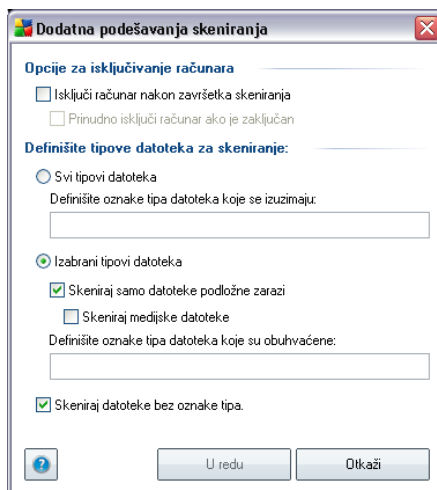 Dodatna podešavanja skeniranja
Opcije za isključivanje računara
Isključi računar nakon završetka skeniranja
Prinudno isključi računar ako je zaključan
Definišite tipove datoteka za skeniranje:
Svi tipovi datoteka
Definišite oznake tipa datoteka koje se izuzimaju:
Izabrani tipovi datoteka
Skeniraj samo datoteke podložne zarazi
Skeniraj medijske datoteke
Definišite oznake tipa datoteka koje su obuhvaćene:
Skeniraj datoteke bez oznake tipa.
U redu
Otkaži